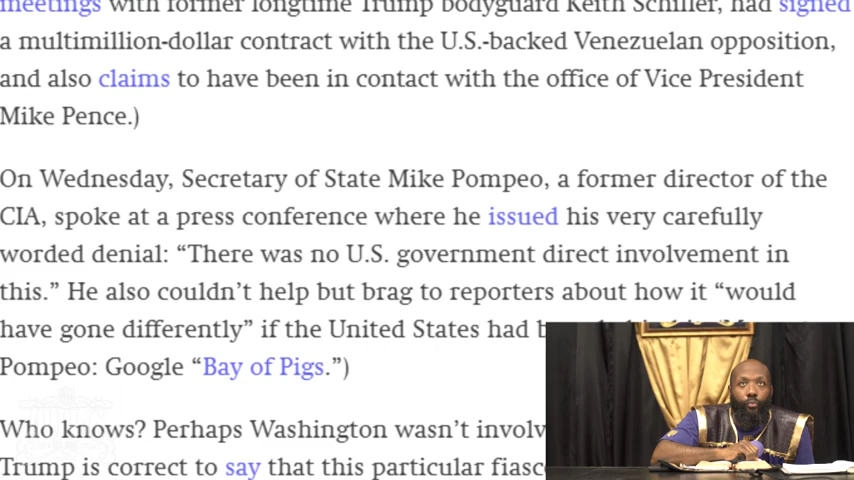 meetings with former longtime Trump bodyguard Keith Schiller, had signed
a multimillion-dollar contract with the U.S.-backed Venezuelan opposition,
and also claims to have been in contact with the office of Vice President
Mike Pence.)
On Wednesday, Secretary of State Mike Pompeo, a former director of the
CIA, spoke at a press conference where he issued his very carefully
worded denial: “There was no U.S. government direct involvement in
this.” He also couldn’t help but brag to reporters about how it “would
have gone differently” if the United States had
Pompeo: Google “Bay of Pigs.”)
Who knows? Perhaps Washington wasn’t
Trump is correct to say that this particular